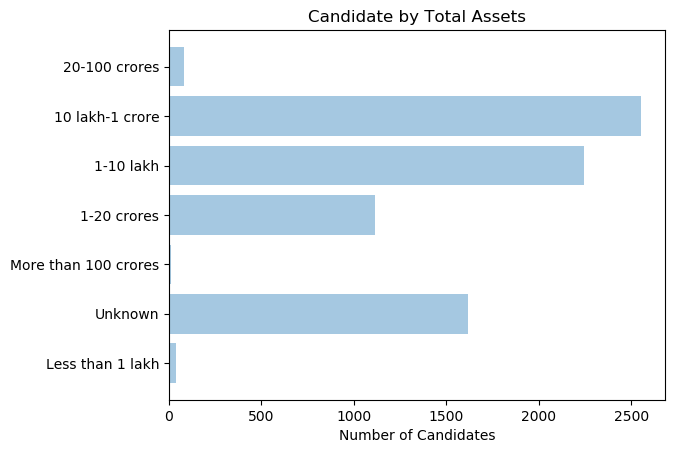 Candidate by Total Assets
20-100 crores
10 lakh-1 crore
1-10 lakh
1-20 crores
More than 100 crores
Unknown
Less than 1 lakh
0 500 1000 1500 2000 2500
Number of Candidates